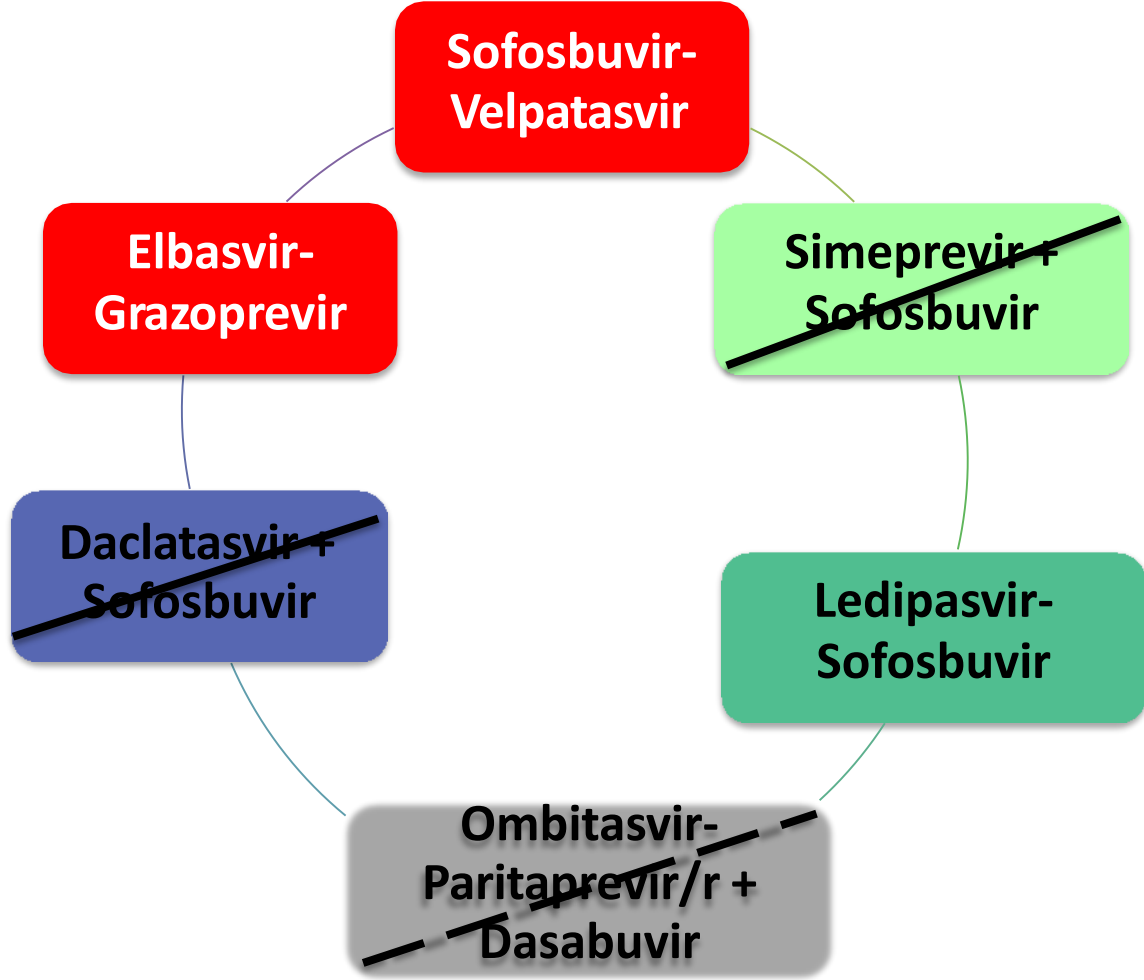 Sofosbuvir-
Velpatasvir
Elbasvir-
Grazoprevir
Simeprevir +
Sofosbuvir
Daclatasvir +
Sofosbuvir
Ledipasvir-
Sofosbuvir
Ombitasvir-
Paritaprevir/r +
Dasabuvir